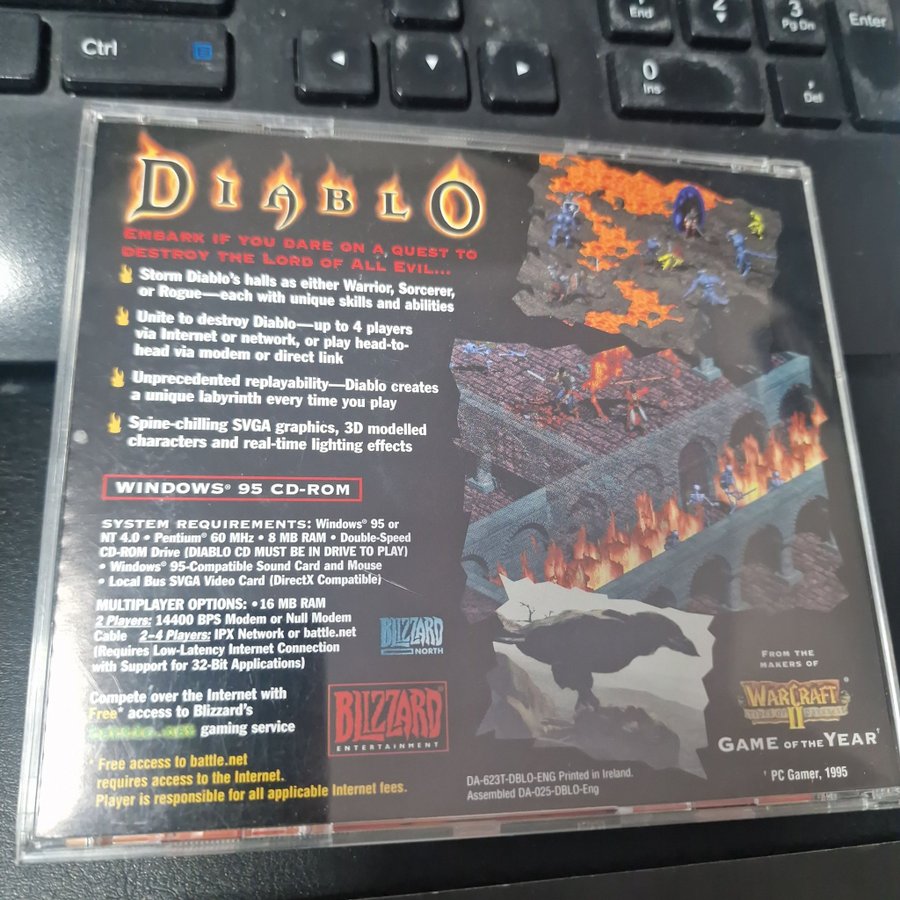 End
2
3
Pg Dn
Enter
Ctrl
0
Ins
Del
DIABLO
EMBARK IF YOU DARE ON A QUEST TO
DESTROY THE LORD OF ALL EVIL...
Storm Diablo's halls as either Warrior, Sorcerer,
or Rogue—each with unique skills and abilities
Unite to destroy Diablo—up to 4 players
via Internet or network, or play head-to-
head via modem or direct link
Unprecedented replayability—Diablo creates
a unique labyrinth every time you play
Spine-chilling SVGA graphics, 3D modelled
characters and real-time lighting effects
WINDOWS® 95 CD-ROM
SYSTEM REQUIREMENTS: Windows® 95 or
NT 4.0 • Pentium® 60 MHz • 8 MB RAM • Double-Speed
CD-ROM Drive (DIABLO CD MUST BE IN DRIVE TO PLAY)
• Windows® 95-Compatible Sound Card and Mouse
• Local Bus SVGA Video Card (DirectX Compatible)
MULTIPLAYER OPTIONS: • 16 MB RAM
2 Players: 14400 BPS Modem or Null Modem
Cable 2–4 Players: IPX Network or battle.net
(Requires Low-Latency Internet Connection
with Support for 32-Bit Applications)
BLIZZARD
NORTH
Compete over the Internet with
Free* access to Blizzard's
gaming service
* Free access to battle.net
requires access to the Internet.
Player is responsible for all applicable Internet fees.
BLIZZARD®
ENTERTAINMENT
DA-623T-DBLO-ENG Printed in Ireland.
Assembled DA-025-DBLO-Eng
FROM THE
MAKERS OF
WARCRAFT®
II
GAME OF THE YEAR†
† PC Gamer, 1995